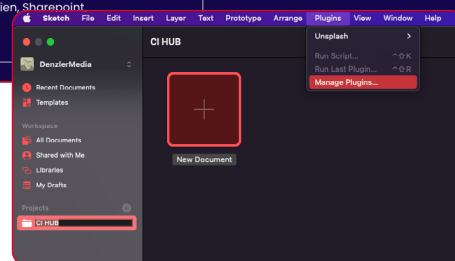 ien, Sharepoint
Sketch File Edit Insert Layer Text Prototype Arrange Plugins View Window Help
CI HUB
Unsplash
DenzlerMedia
Run Script... ^⇧K
Run Last Plugin... ^⇧R
Manage Plugins...
Recent Documents
Templates
Workspace
All Documents
Shared with Me
Libraries
My Drafts
New Document
Projects
CI HUB